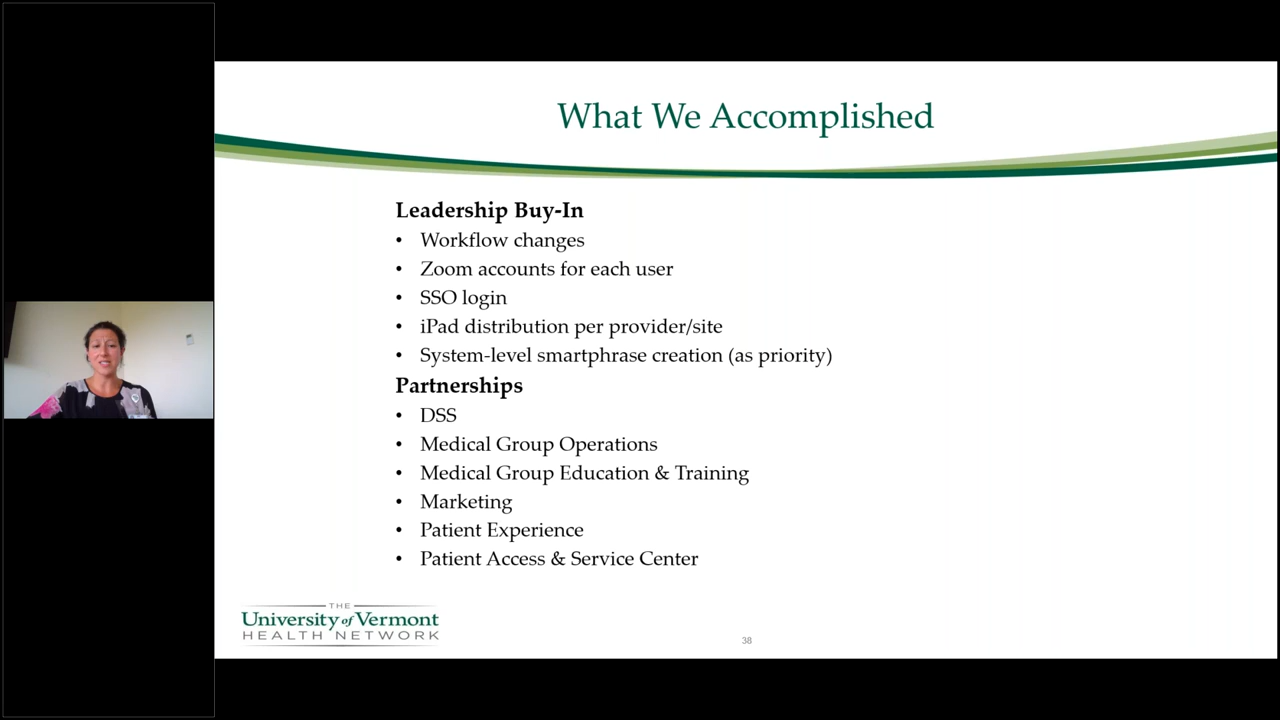 What We Accomplished
Leadership Buy-In
• Workflow changes
• Zoom accounts for each user
• SSO login
• iPad distribution per provider/site
• System-level smartphrase creation (as priority)
Partnerships
• DSS
• Medical Group Operations
• Medical Group Education & Training
• Marketing
• Patient Experience
• Patient Access & Service Center
THE
University of Vermont
HEALTH NETWORK
38